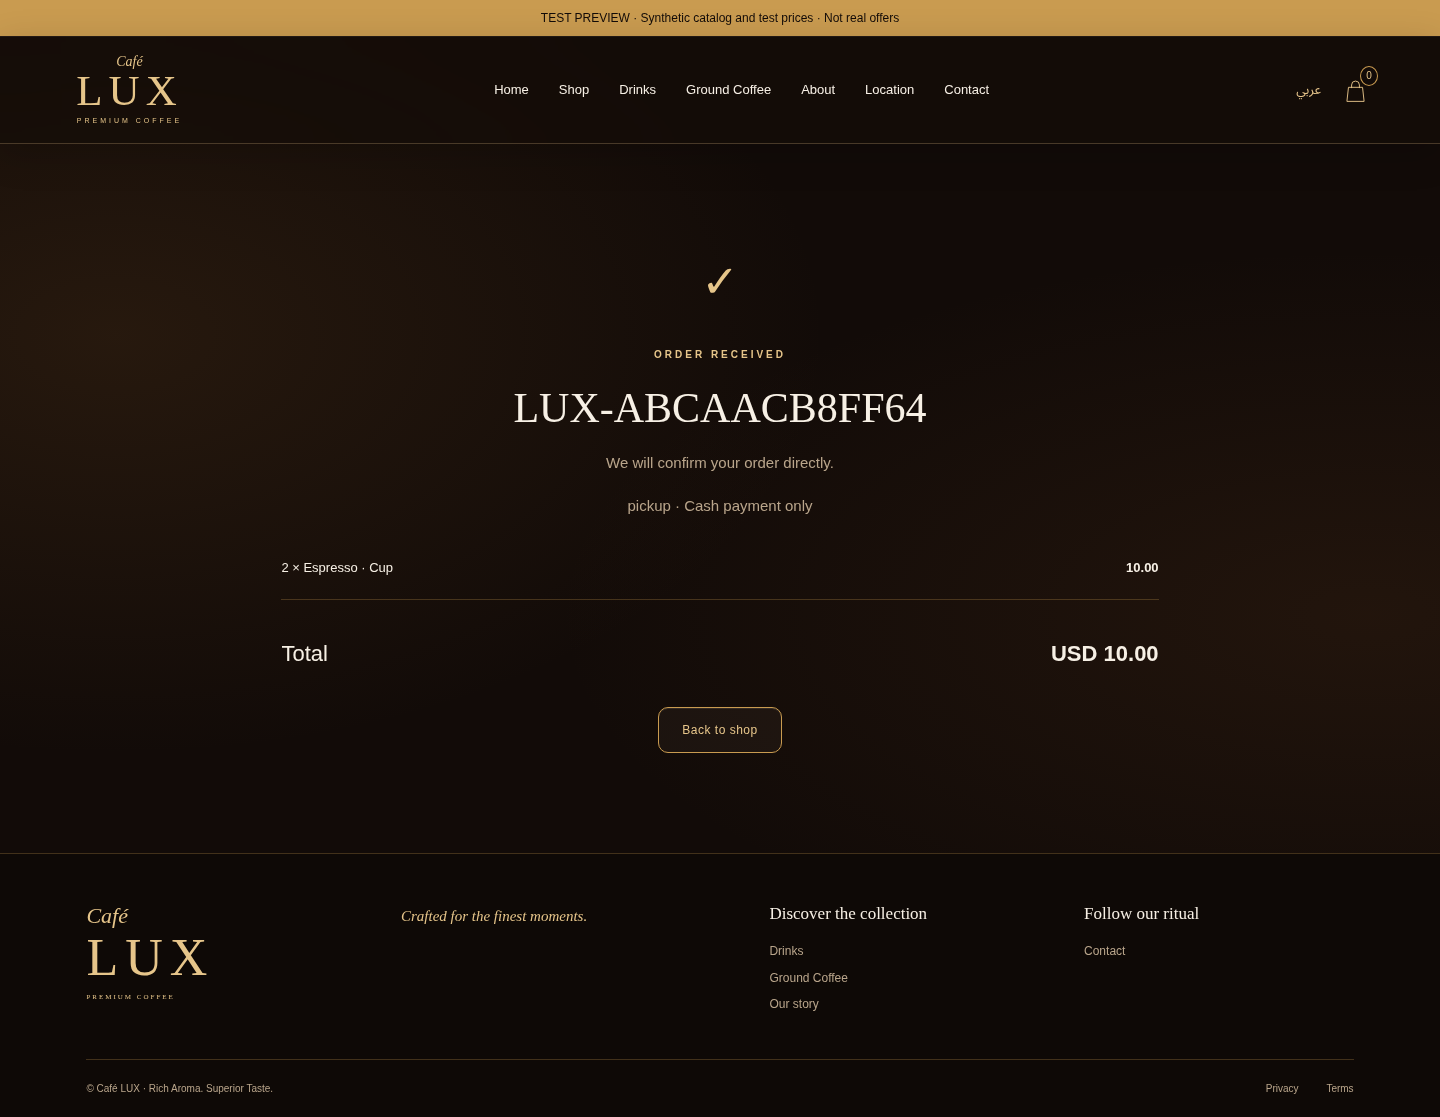 TEST PREVIEW · Synthetic catalog and test prices · Not real offers
Café
LUX
PREMIUM COFFEE
Home Shop Drinks Ground Coffee About Location Contact
عربي
0
✓
ORDER RECEIVED
LUX-ABCAACB8FF64
We will confirm your order directly.
pickup · Cash payment only
2 × Espresso · Cup 10.00
Total USD 10.00
Back to shop
Café
LUX
PREMIUM COFFEE
Crafted for the finest moments.
Discover the collection
Drinks
Ground Coffee
Our story
Follow our ritual
Contact
© Café LUX · Rich Aroma. Superior Taste.
Privacy Terms